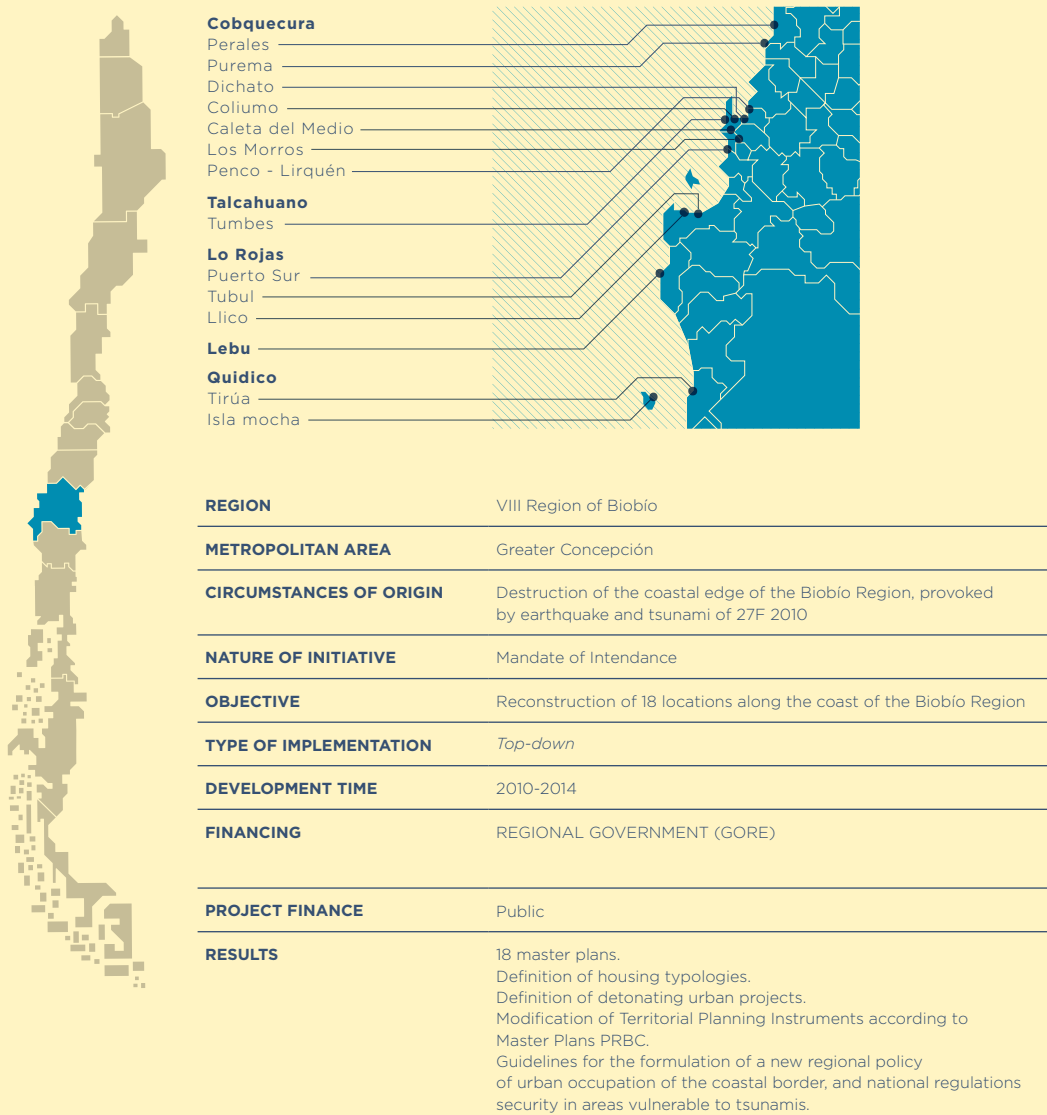 Cobquecura
Perales
Purema
Dichato
Coliumo
Caleta del Medio
Los Morros
Penco - Lirquén
Talcahuano
Tumbes
Lo Rojas
Puerto Sur
Tubul
Llico
Lebu
Quidico
Tirúa
Isla mocha
REGION VIII Region of Biobío
METROPOLITAN AREA Greater Concepción
CIRCUMSTANCES OF ORIGIN Destruction of the coastal edge of the Biobío Region, provoked
by earthquake and tsunami of 27F 2010
NATURE OF INITIATIVE Mandate of Intendance
OBJECTIVE Reconstruction of 18 locations along the coast of the Biobío Region
TYPE OF IMPLEMENTATION Top-down
DEVELOPMENT TIME 2010-2014
FINANCING REGIONAL GOVERNMENT (GORE)
PROJECT FINANCE Public
RESULTS 18 master plans.
Definition of housing typologies.
Definition of detonating urban projects.
Modification of Territorial Planning Instruments according to
Master Plans PRBC.
Guidelines for the formulation of a new regional policy
of urban occupation of the coastal border, and national regulations
security in areas vulnerable to tsunamis.